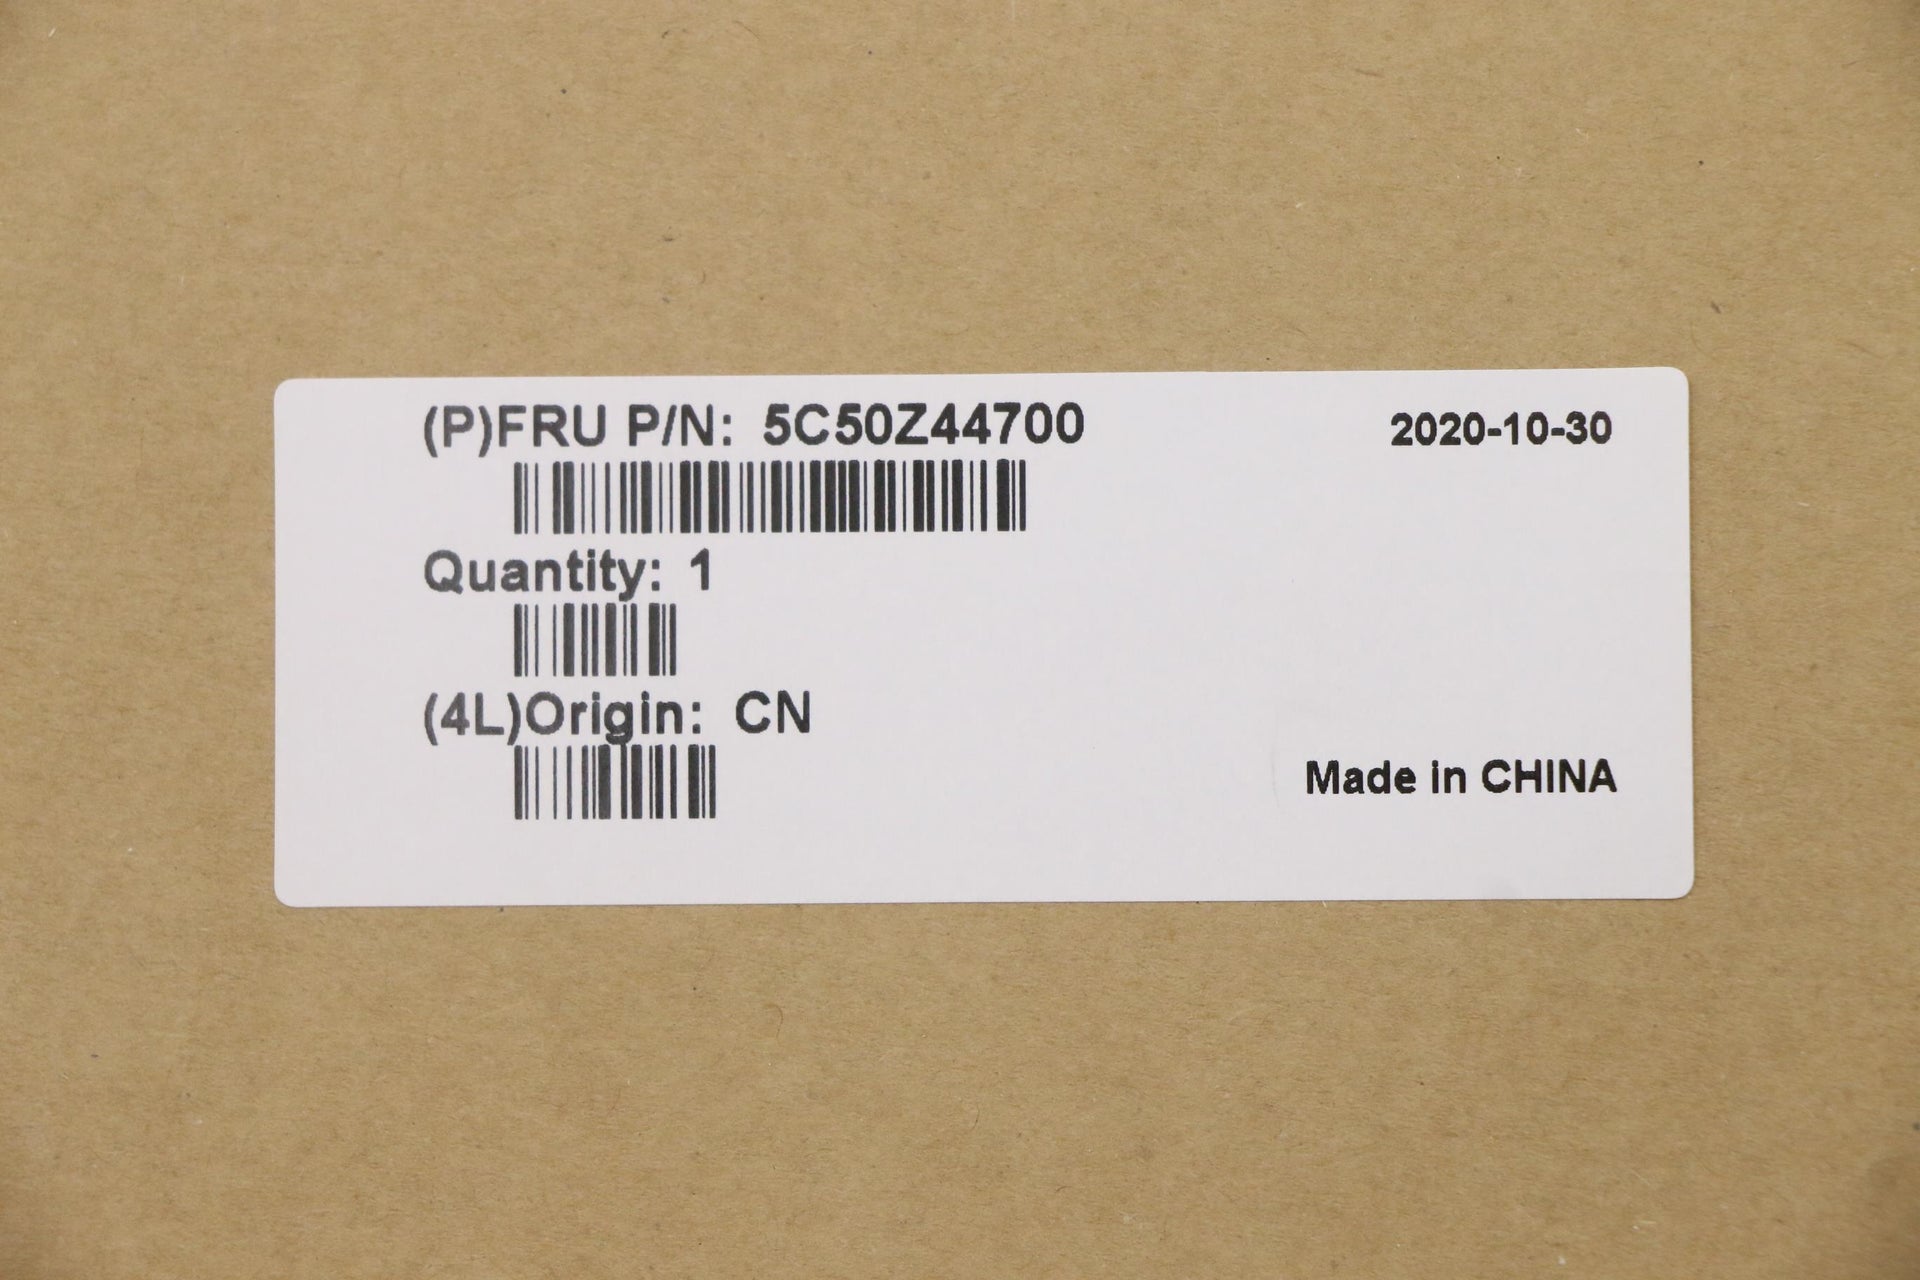 (P)FRU P/N: 5C50Z44700
2020-10-30
Quantity: 1
(4L)Origin: CN
Made in CHINA